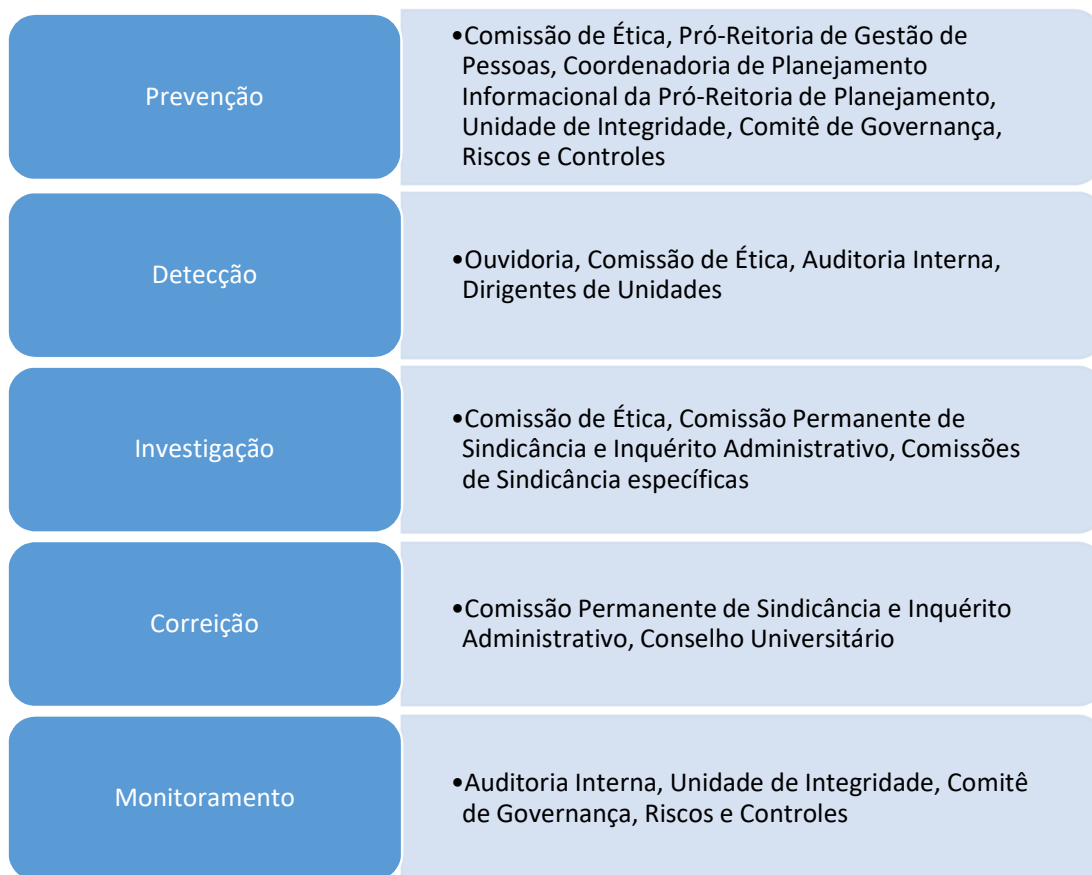 Prevenção
•Comissão de Ética, Pró-Reitoria de Gestão de
Pessoas, Coordenadoria de Planejamento
Informacional da Pró-Reitoria de Planejamento,
Unidade de Integridade, Comitê de Governança,
Riscos e Controles
Detecção
•Ouvidoria, Comissão de Ética, Auditoria Interna,
Dirigentes de Unidades
Investigação
•Comissão de Ética, Comissão Permanente de
Sindicância e Inquérito Administrativo, Comissões
de Sindicância específicas
Correição
•Comissão Permanente de Sindicância e Inquérito
Administrativo, Conselho Universitário
Monitoramento
•Auditoria Interna, Unidade de Integridade, Comitê
de Governança, Riscos e Controles